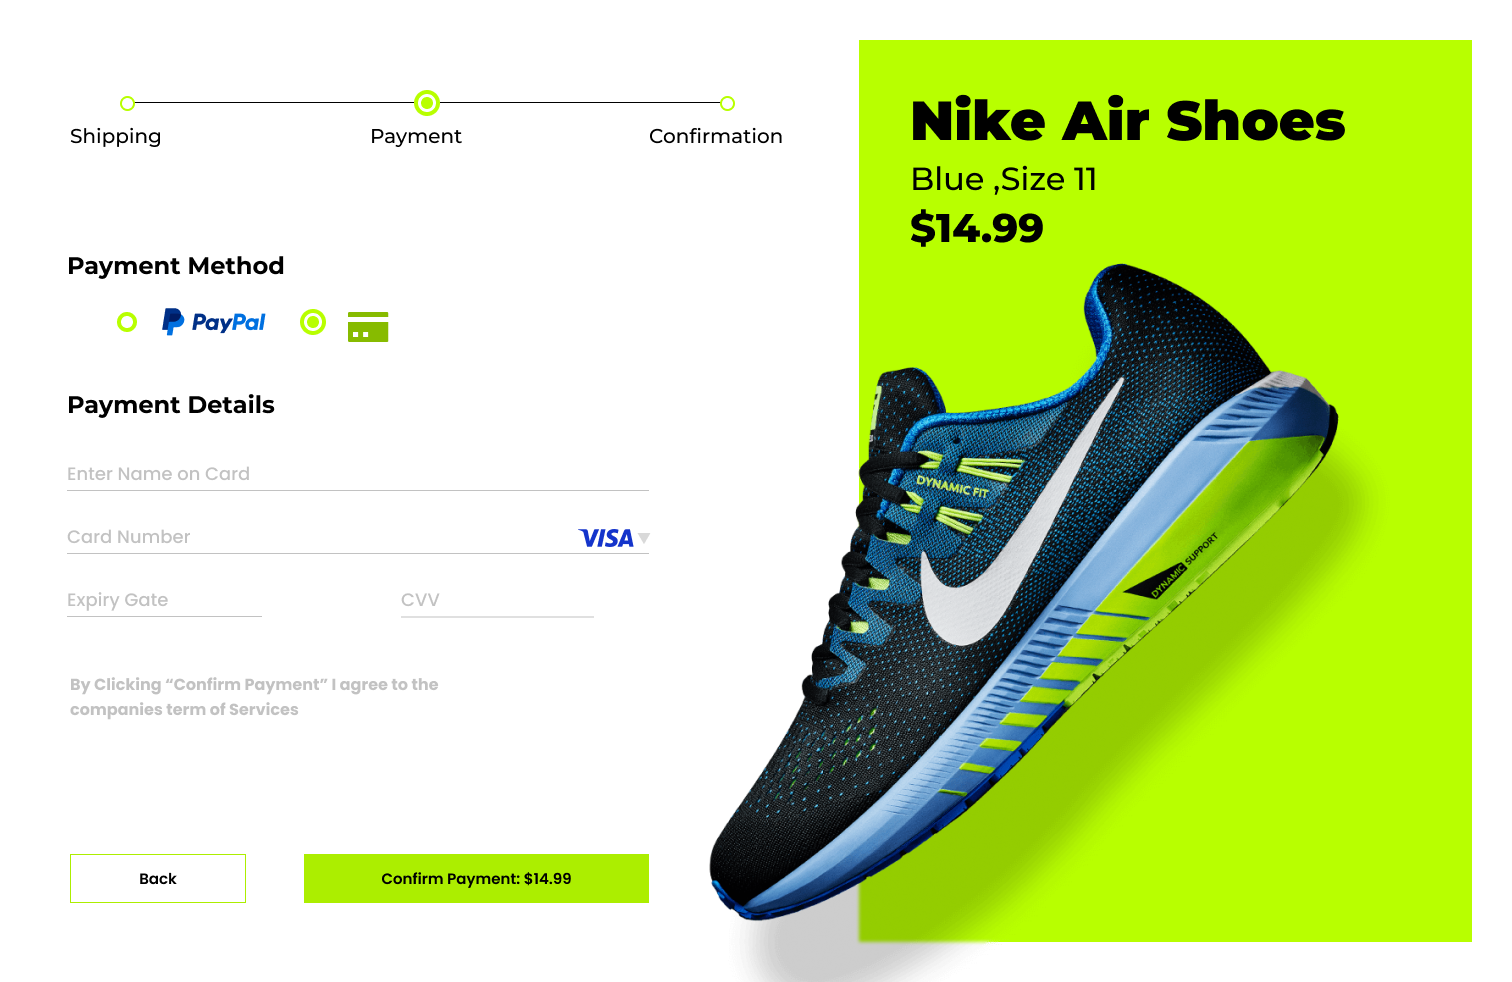 Shipping
Payment
Confirmation
Nike Air Shoes
Blue ,Size 11
$14.99
Payment Method
PayPal
Payment Details
Enter Name on Card
Card Number
VISA
Expiry Gate
CVV
By Clicking “Confirm Payment” I agree to the
companies term of Services
Back
Confirm Payment: $14.99
DYNAMIC FIT
DYNAMIC SUPPORT